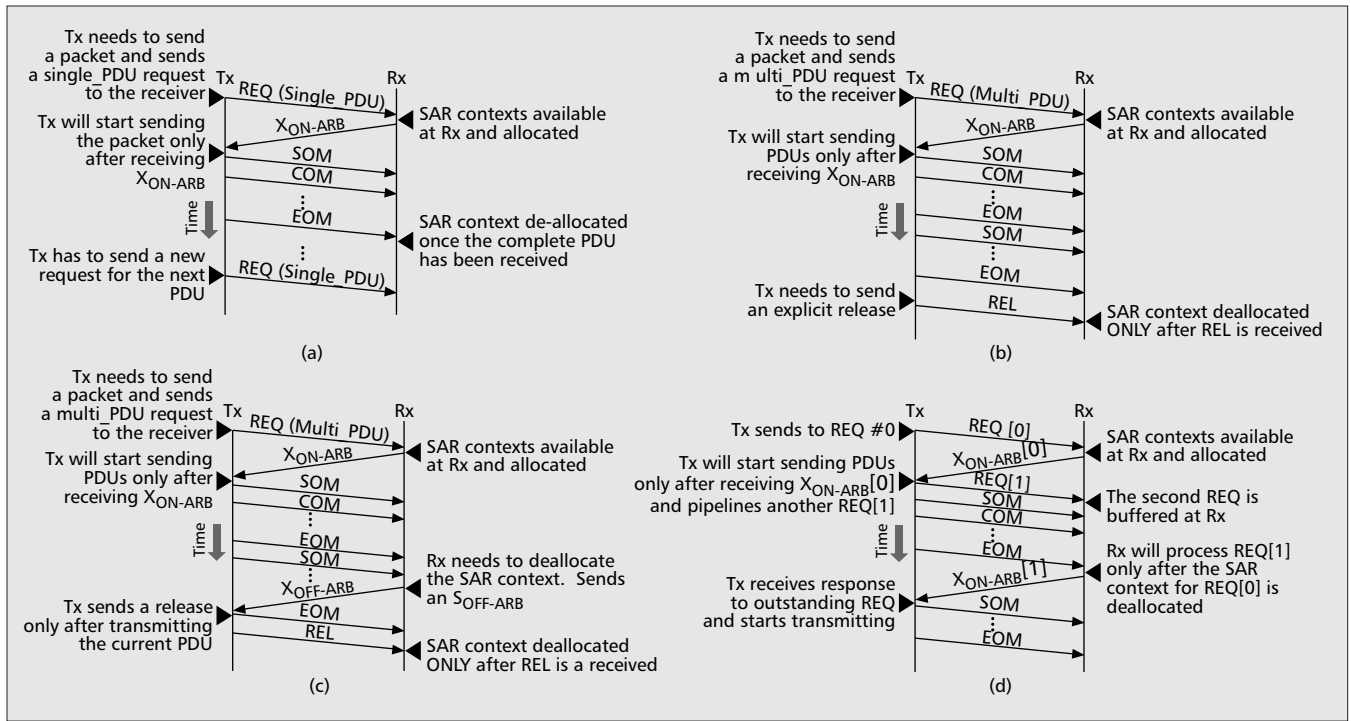 Tx needs to send
a packet and sends
a single_PDU request
to the receiver
Tx
Rx
REQ (Single_PDU)
SAR contexts available
at Rx and allocated
XON-ARB
Tx will start sending
the packet only
after receiving
XON-ARB
SOM
COM
EOM
Time
SAR context de-allocated
once the complete PDU
has been received
Tx has to send a new
request for the next
PDU
REQ (Single_PDU)
(a)
Tx needs to send
a packet and sends
a m ulti_PDU request
to the receiver
Tx
Rx
REQ (Multi_PDU)
SAR contexts available
at Rx and allocated
XON-ARB
Tx will start sending
PDUs only after
receiving XON-ARB
SOM
COM
EOM
SOM
Time
EOM
Tx needs to send
an explicit release
REL
SAR context deallocated
ONLY after REL is received
(b)
Tx needs to send
a packet and sends
a multi_PDU request
to the receiver
Tx
Rx
REQ (Multi_PDU)
SAR contexts available
at Rx and allocated
XON-ARB
Tx will start sending
PDUs only after
receiving XON-ARB
SOM
COM
Time
EOM
SOM
Rx needs to deallocate
the SAR context. Sends
an SOFF-ARB
XOFF-ARB
Tx sends a release
only after transmitting
the current PDU
EOM
REL
SAR context deallocated
ONLY after REL is a received
(c)
Tx
Rx
Tx sends to REQ #0
REQ [0]
SAR contexts available
at Rx and allocated
XON-ARB[0]
Tx will start sending PDUs
only after receiving XON-ARB[0]
and pipelines another REQ[1]
REQ[1]
SOM
COM
The second REQ is
buffered at Rx
Time
EOM
Rx will process REQ[1]
only after the SAR
context for REQ[0] is
deallocated
XON-ARB[1]
Tx receives response
to outstanding REQ
and starts transmitting
SOM
EOM
(d)